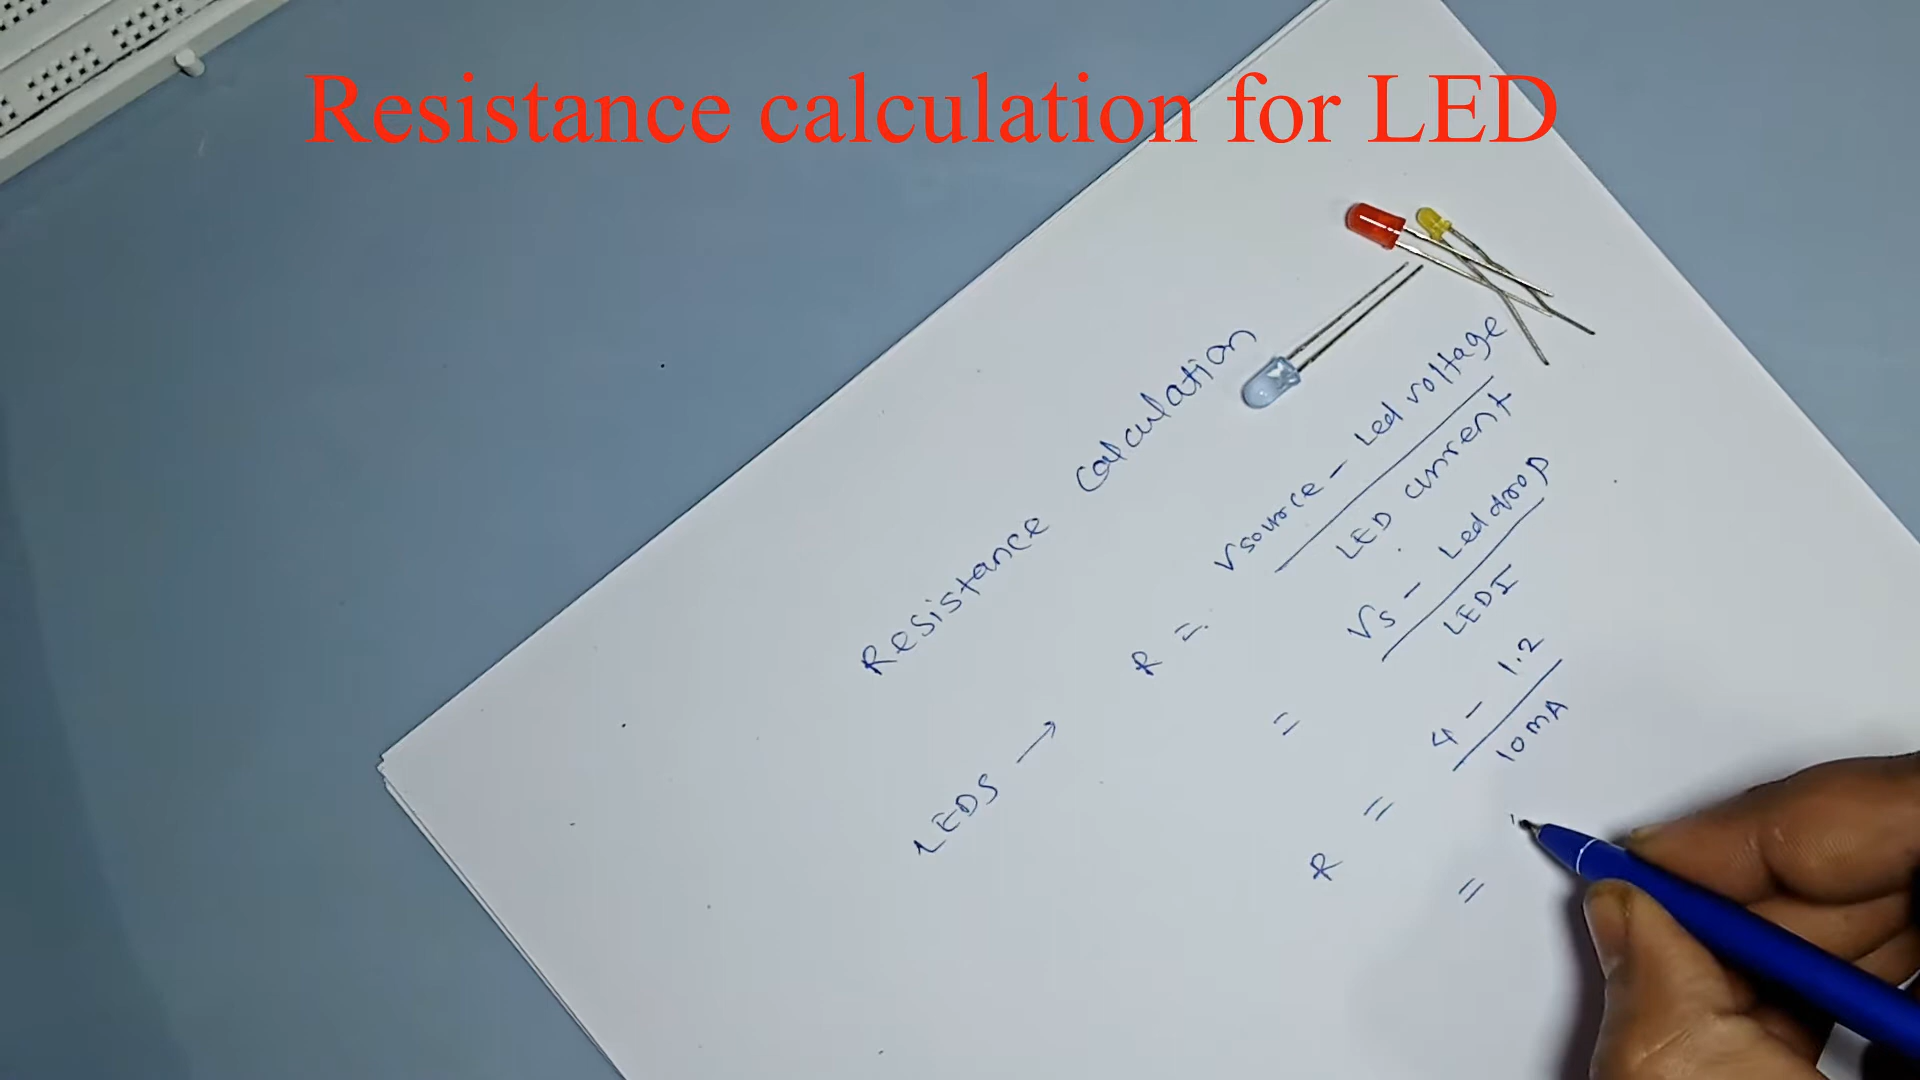 Resistance calculation for LED
Resistance Calculation
LEDS →
R = Vsource - Led voltage
LED current
= Vs - Led drop
LED I
R = 4 - 1.2
10mA
=